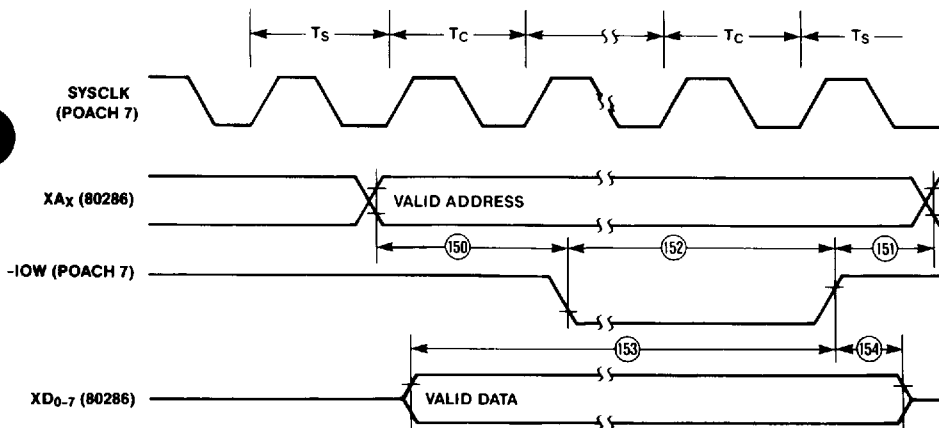 TS TC TC TS
SYSCLK
(POACH 7)
XAX (80286)
VALID ADDRESS
150 152 151
-IOW (POACH 7)
153 154
XD0-7 (80286)
VALID DATA